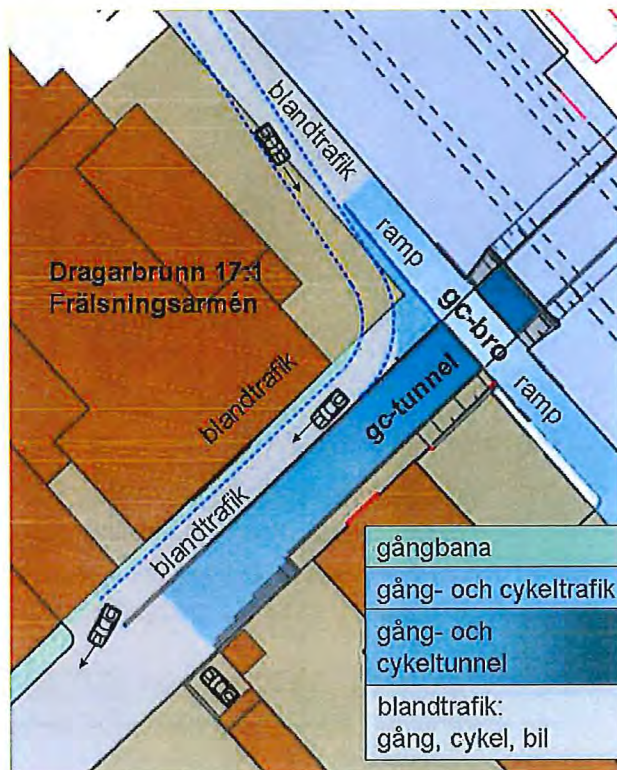 blandtrafik
ramp
Dragarbrunn 17:1
Frälsningsarmén
gc-bro
blandtrafik
gc-tunnel
ramp
blandtrafik
gångbana
gång- och cykeltrafik
gång- och
cykeltunnel
blandtrafik:
gång, cykel, bil